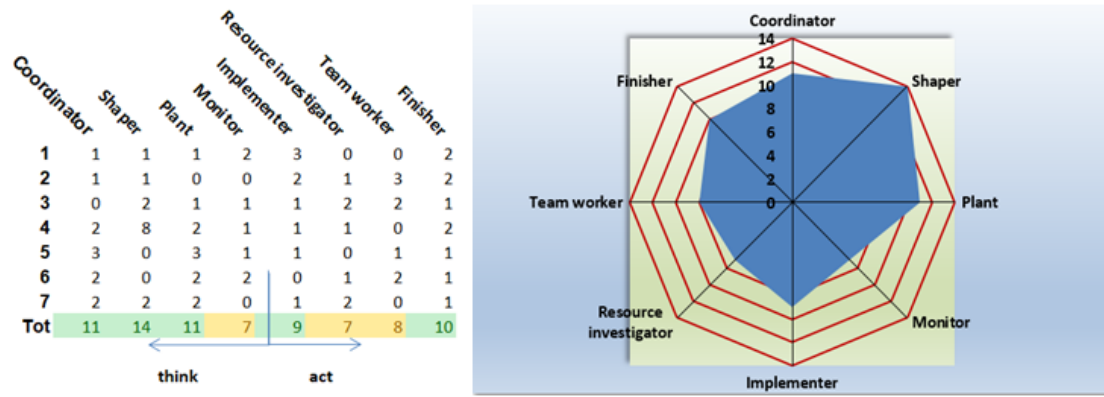 Coordinator Shaper Plant Monitor Implementer Resource investigator Team worker Finisher
1 1 1 1 2 3 0 0 2
2 1 1 0 0 2 1 3 2
3 0 2 1 1 1 2 2 1
4 2 8 2 1 1 1 0 2
5 3 0 3 1 1 0 1 1
6 2 0 2 2 0 1 2 1
7 2 2 2 0 1 2 0 1
Tot 11 14 11 7 9 7 8 10
think act
Coordinator
14
12
10
8
6
4
2
0
Shaper
Plant
Monitor
Implementer
Resource
investigator
Team worker
Finisher